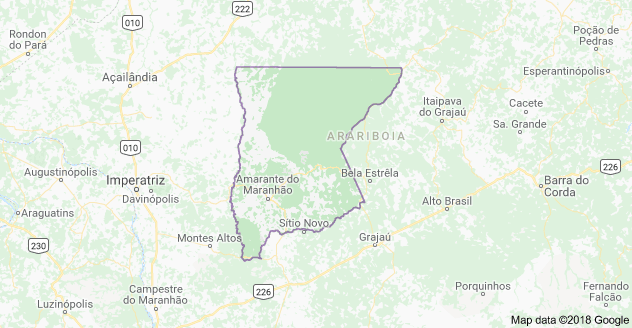 222
010
Rondon
do Pará
Poção de
Pedras
Açailândia
Esperantinópolis
Itaipava
do Grajaú
Cacete
Sa. Grande
ARARIBOIA
010
226
Augustinópolis
Imperatriz
Davinópolis
Amarante do
Maranhão
Bela Estrêla
Barra do
Corda
Alto Brasil
Araguatins
Sítio Novo
Montes Altos
Grajaú
230
226
Campestre
do Maranhão
Luzinópolis
Porquinhos
Fernando
Falcão
Map data ©2018 Google